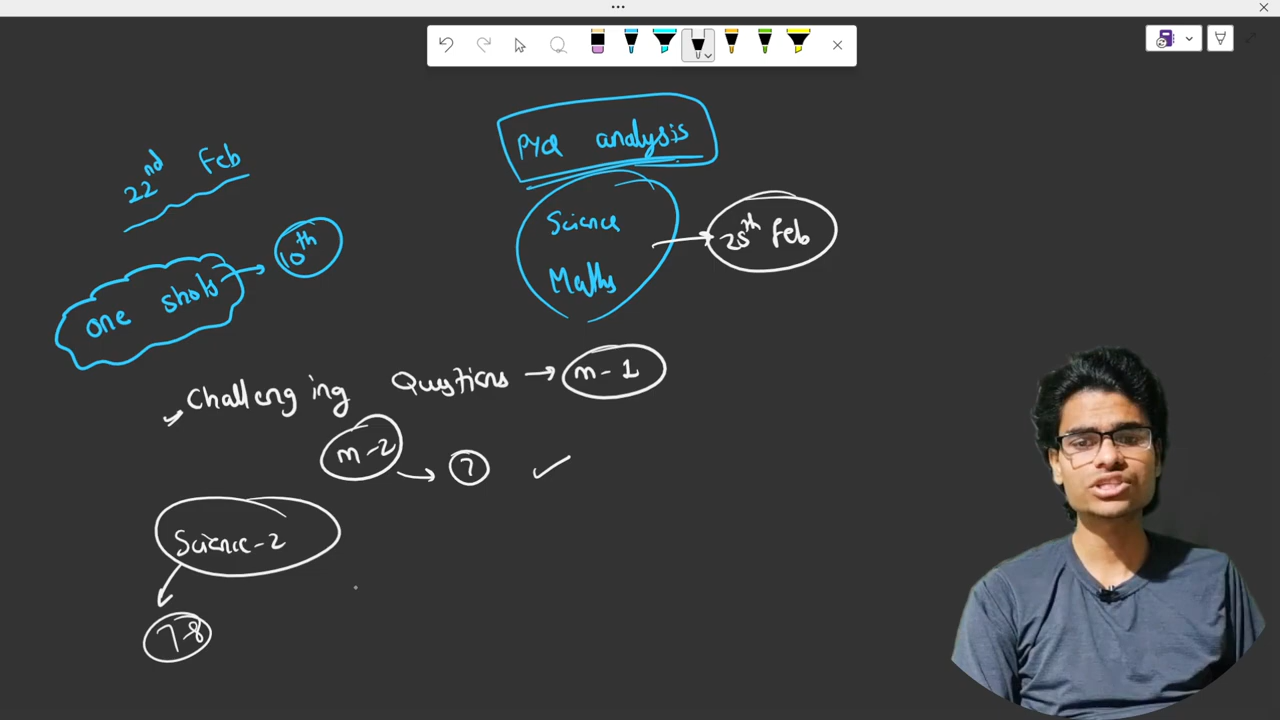 22nd Feb
one shots → 10th
PYQ analysis
Science
Maths
→ 25th Feb
Challenging Questions → m-1
m-2 → 7
Science-2
7-8